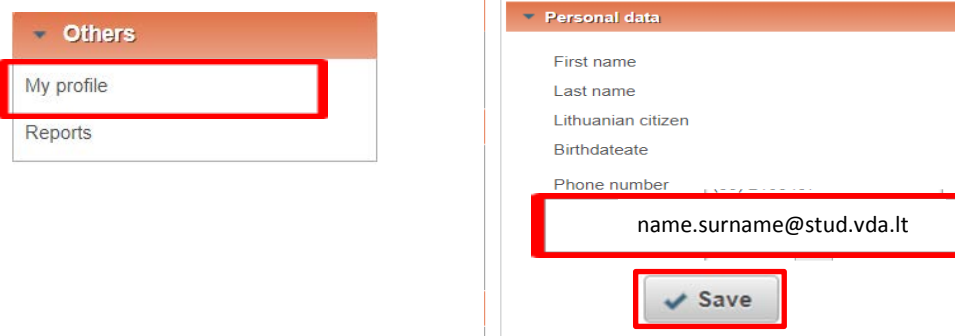 Others
My profile
Reports
Personal data
First name
Last name
Lithuanian citizen
Birthdateate
Phone number
name.surname@stud.vda.lt
Save